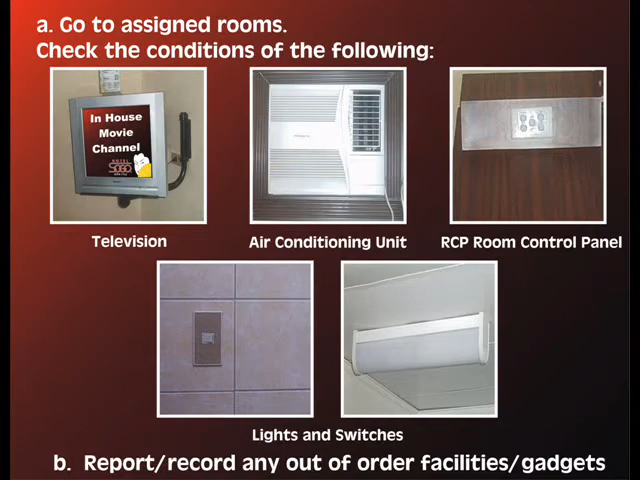 a. Go to assigned rooms.
Check the conditions of the following:
In House
Movie
Channel
HOTEL
SOGO
Television
Air Conditioning Unit
RCP Room Control Panel
Lights and Switches
b. Report/record any out of order facilities/gadgets